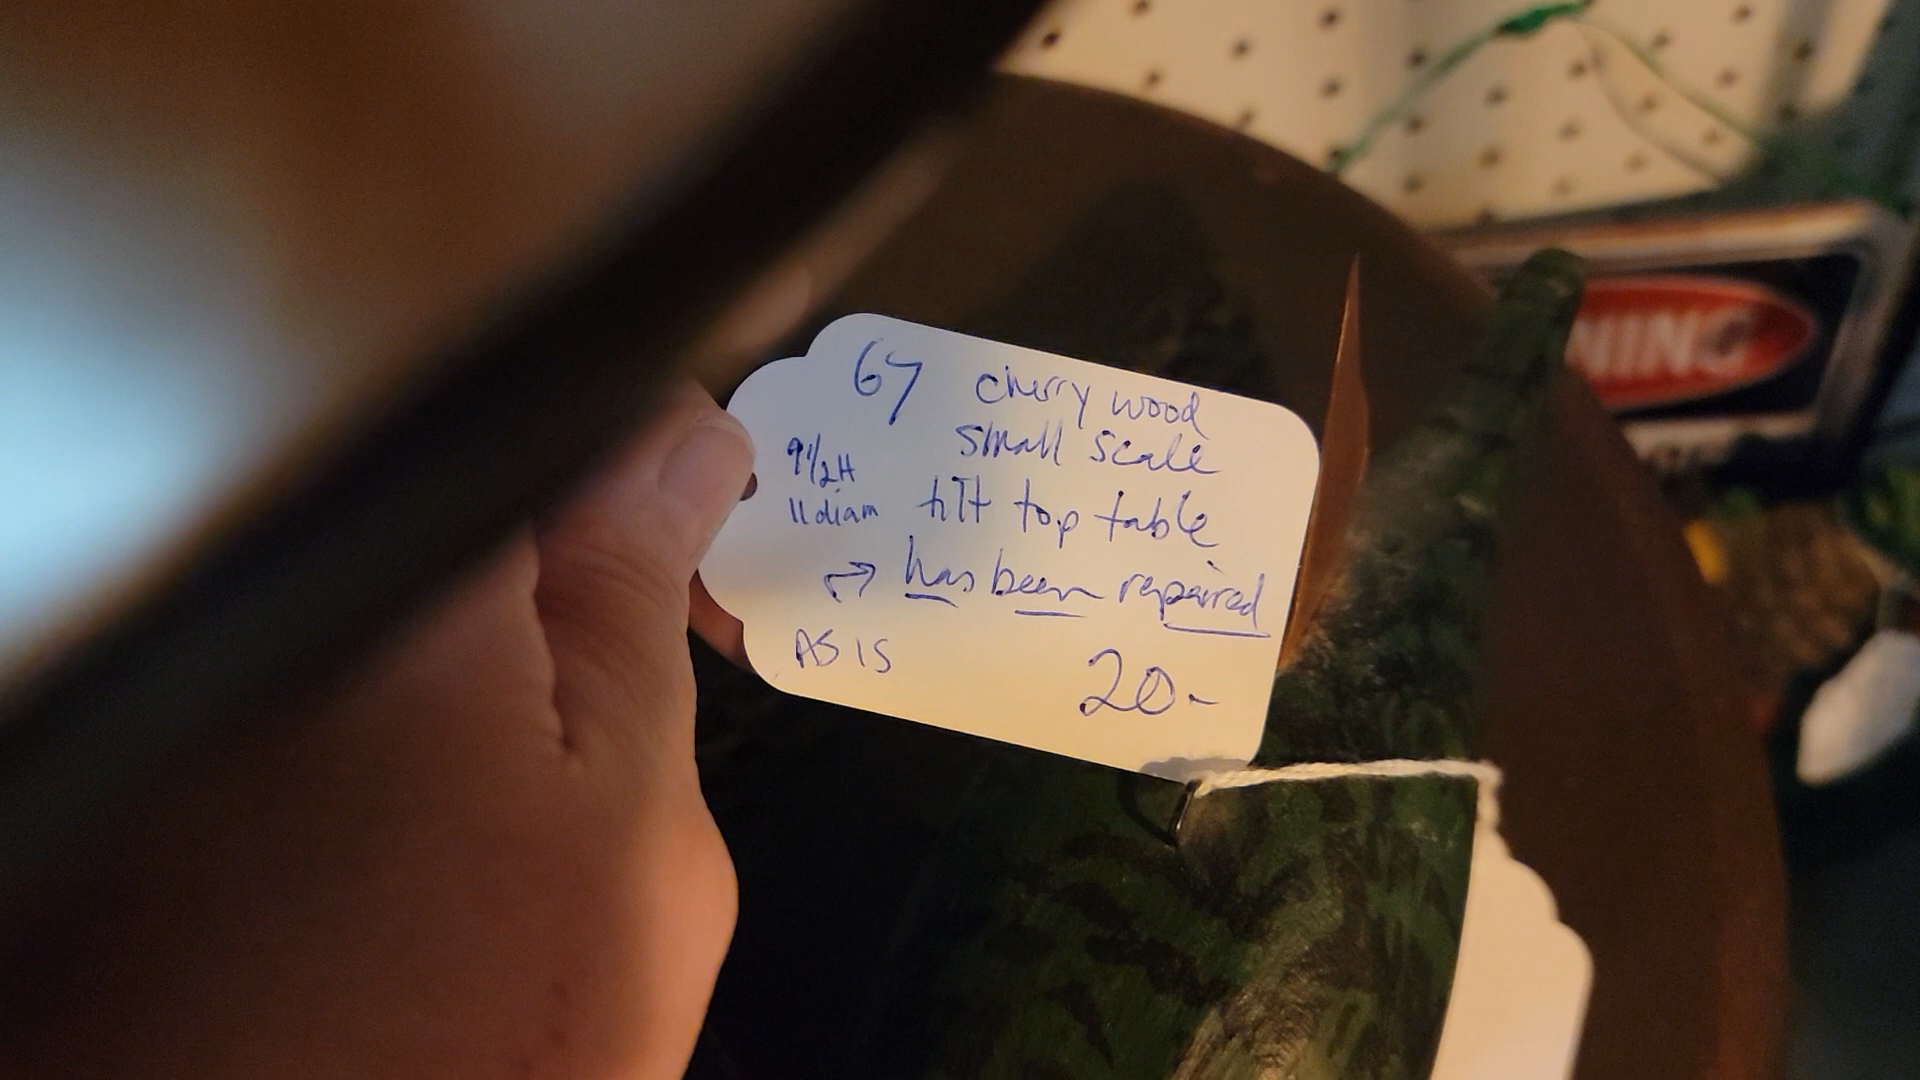 67 cherry wood
small scale
9 1/2 H
11 diam tilt top table
→ has been repaired
AS IS 20-
NING